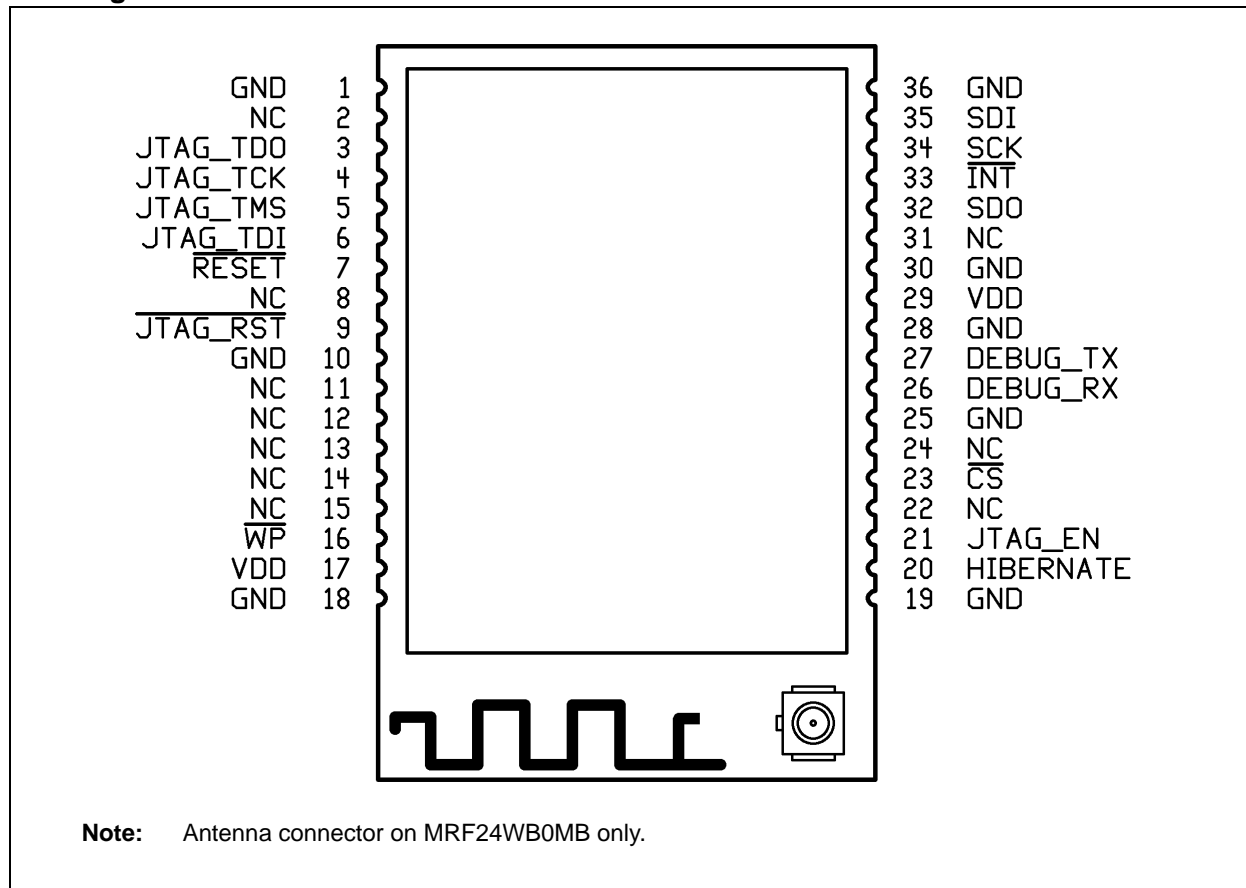 GND 1
NC 2
JTAG_TDO 3
JTAG_TCK 4
JTAG_TMS 5
JTAG_TDI 6
RESET 7
NC 8
JTAG_RST 9
GND 10
NC 11
NC 12
NC 13
NC 14
NC 15
WP 16
VDD 17
GND 18
36 GND
35 SDI
34 SCK
33 INT
32 SDO
31 NC
30 GND
29 VDD
28 GND
27 DEBUG_TX
26 DEBUG_RX
25 GND
24 NC
23 CS
22 NC
21 JTAG_EN
20 HIBERNATE
19 GND
Note: Antenna connector on MRF24WB0MB only.